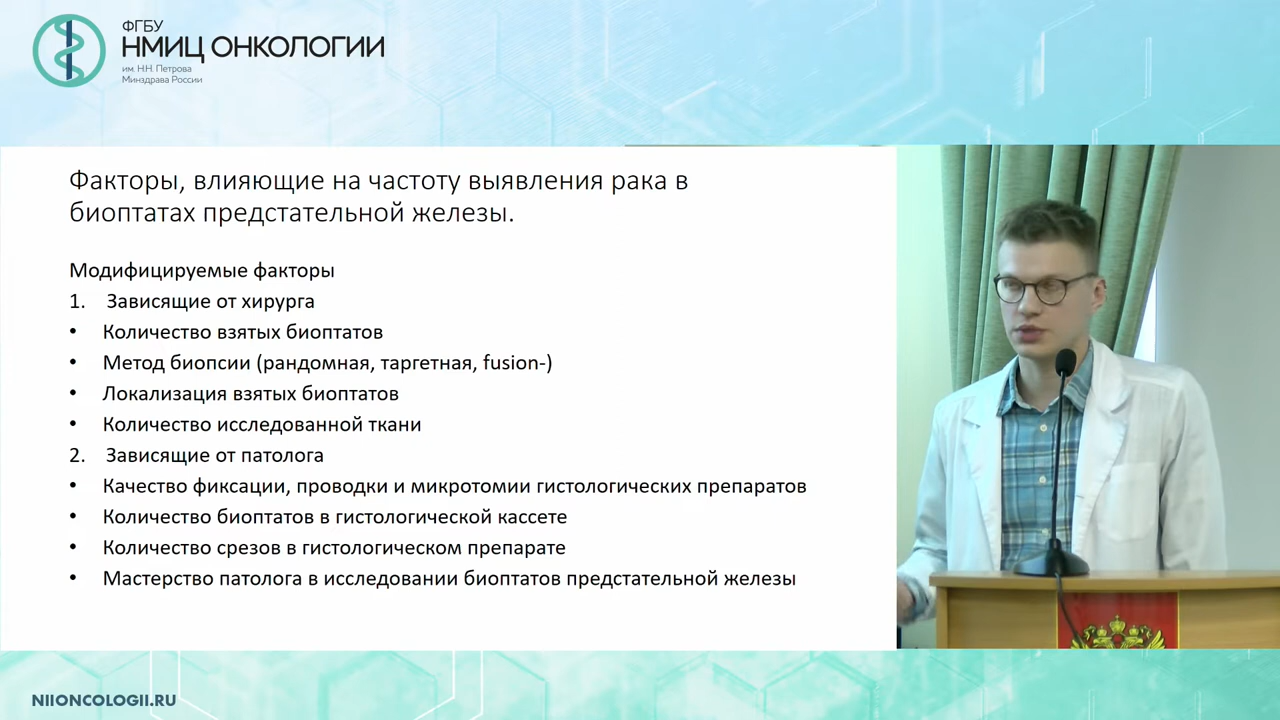 ФГБУ
НМИЦ ОНКОЛОГИИ
им. Н.Н. Петрова
Минздрава России
Факторы, влияющие на частоту выявления рака в
биоптатах предстательной железы.
Модифицируемые факторы
1. Зависящие от хирурга
• Количество взятых биоптатов
• Метод биопсии (рандомная, таргетная, fusion-)
• Локализация взятых биоптатов
• Количество исследованной ткани
2. Зависящие от патолога
• Качество фиксации, проводки и микротомии гистологических препаратов
• Количество биоптатов в гистологической кассете
• Количество срезов в гистологическом препарате
• Мастерство патолога в исследовании биоптатов предстательной железы
NIIONCOLOGII.RU